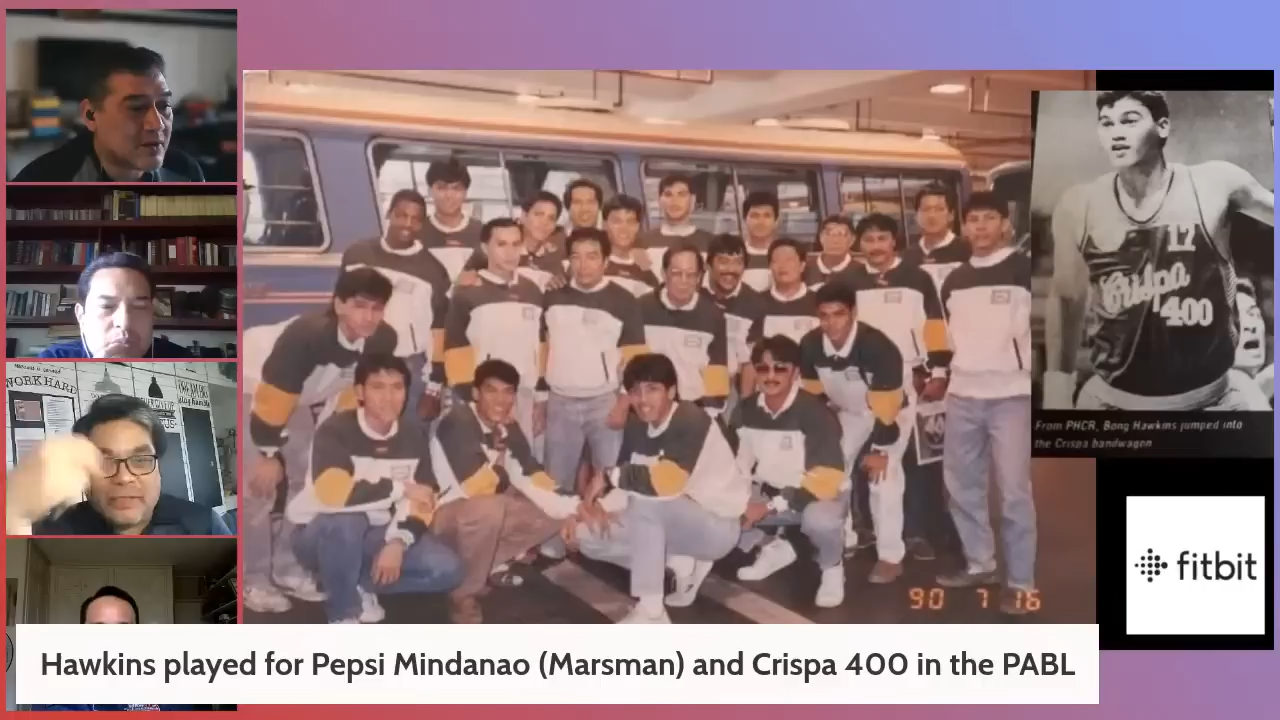 WORK HARD
17
Crispa
400
From PHCR, Bong Hawkins jumped into
the Crispa bandwagon
fitbit
90 7 16
Hawkins played for Pepsi Mindanao (Marsman) and Crispa 400 in the PABL